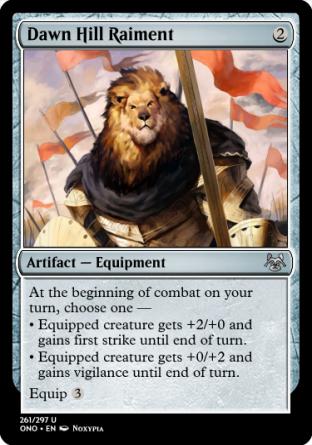 Dawn Hill Raiment 2
Artifact — Equipment
At the beginning of combat on your
turn, choose one —
• Equipped creature gets +2/+0 and
gains first strike until end of turn.
• Equipped creature gets +0/+2 and
gains vigilance until end of turn.
Equip 3
261/297 U
ONO • EN Noxypia